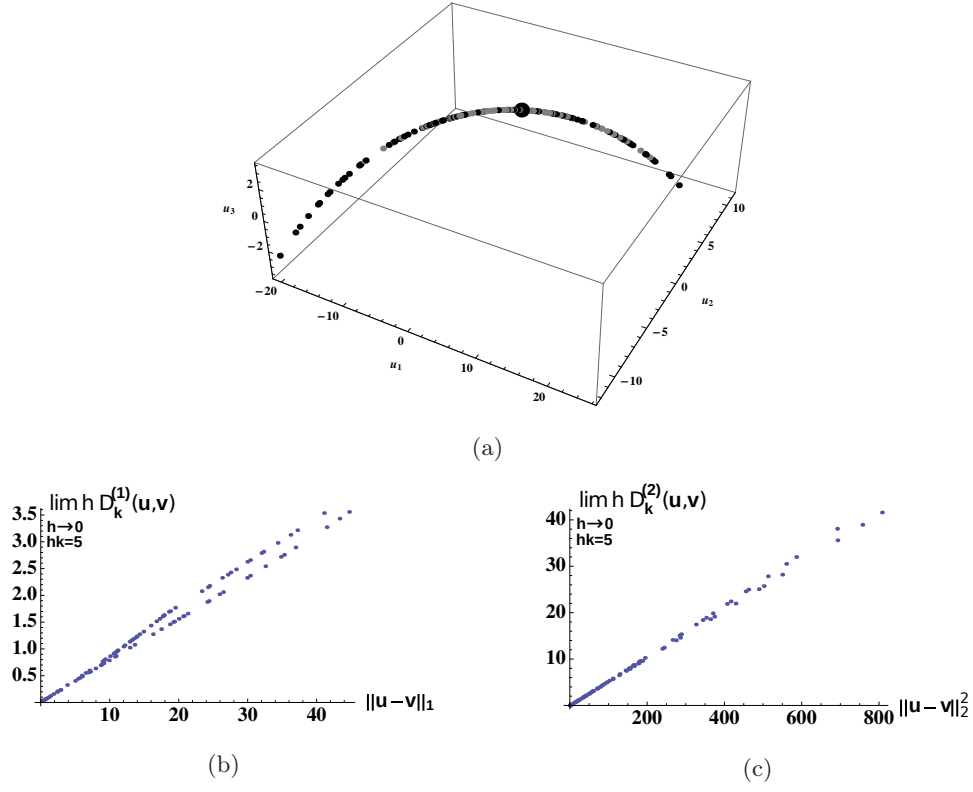 10
5
0
−5
−10
u₂
2
0
−2
u₃
−20
−10
0
10
20
u₁
(a)
lim h D_k^(1)(u,v)
h→0
hk=5
3.5
3.0
2.5
2.0
1.5
1.0
0.5
10 20 30 40
||u−v||₁
(b)
lim h D_k^(2)(u,v)
h→0
hk=5
40
30
20
10
200 400 600 800
||u−v||₂²
(c)